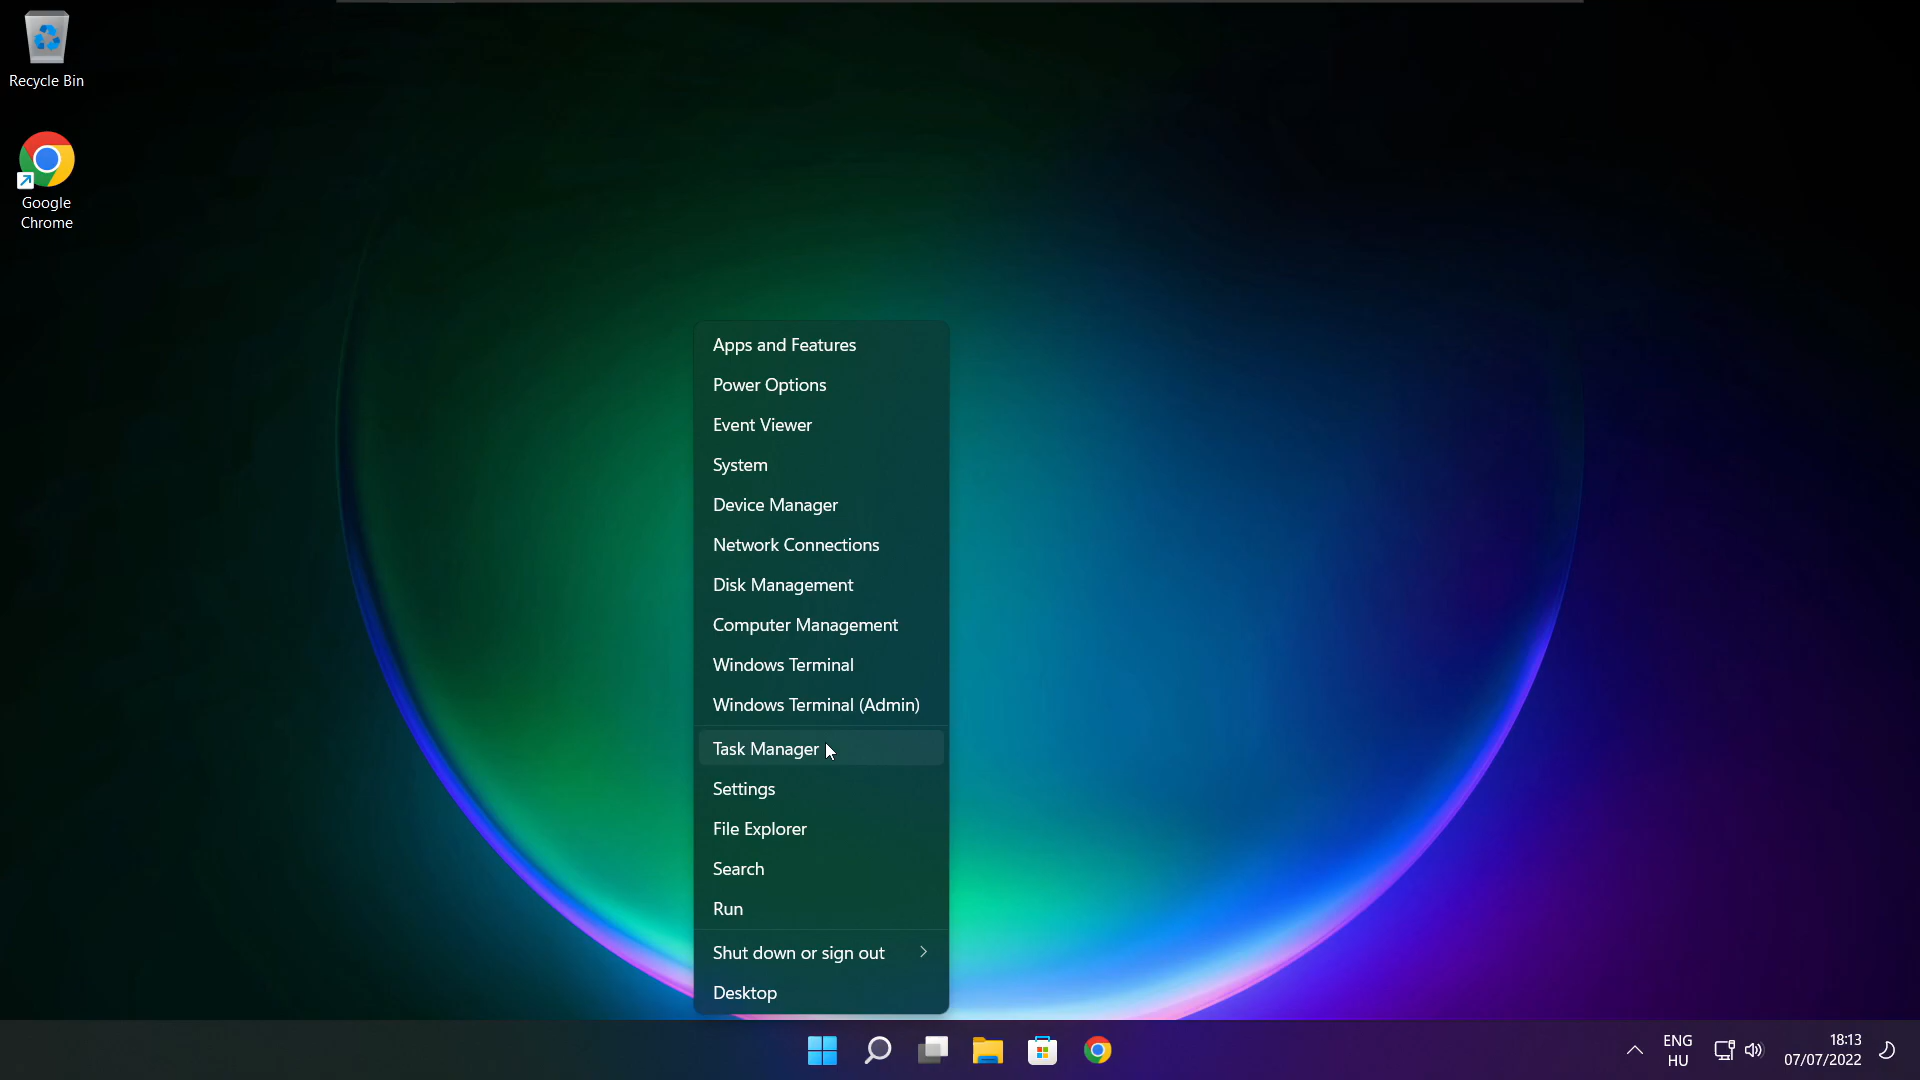 Recycle Bin
Google
Chrome
Apps and Features
Power Options
Event Viewer
System
Device Manager
Network Connections
Disk Management
Computer Management
Windows Terminal
Windows Terminal (Admin)
Task Manager
Settings
File Explorer
Search
Run
Shut down or sign out
Desktop
ENG
HU
18:13
07/07/2022